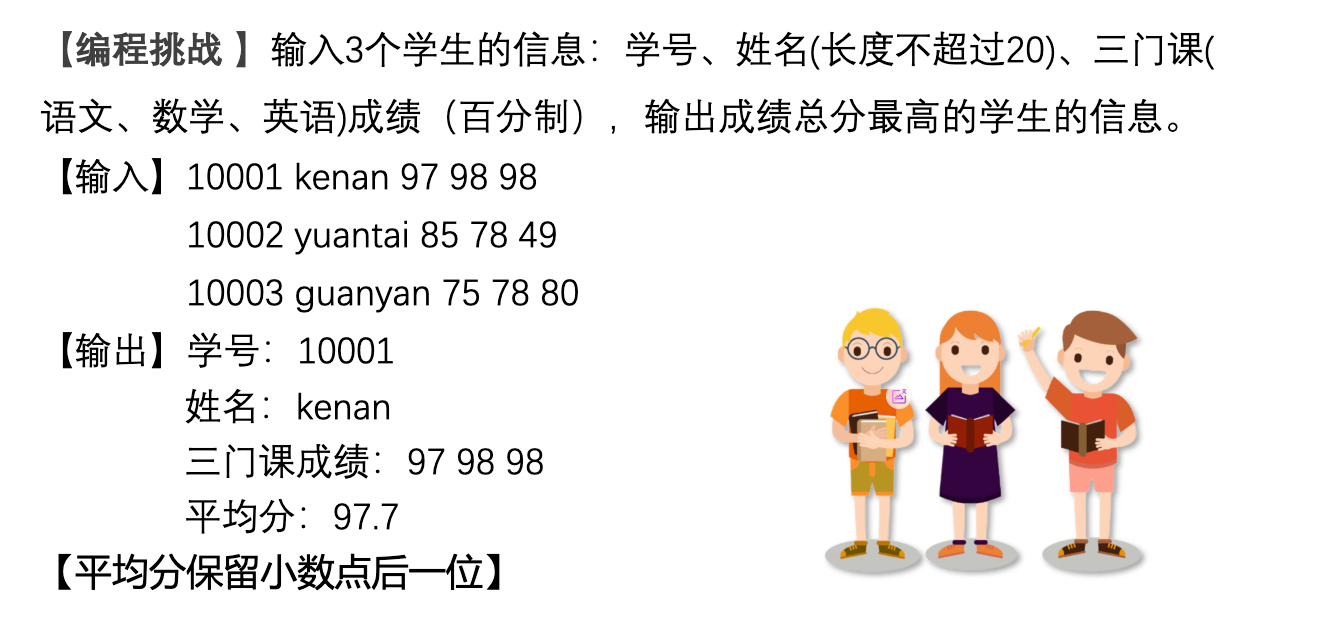 【编程挑战 】输入3个学生的信息：学号、姓名(长度不超过20)、三门课(
语文、数学、英语)成绩（百分制），输出成绩总分最高的学生的信息。
【输入】10001 kenan 97 98 98
10002 yuantai 85 78 49
10003 guanyan 75 78 80
【输出】学号：10001
姓名：kenan
三门课成绩：97 98 98
平均分：97.7
【平均分保留小数点后一位】